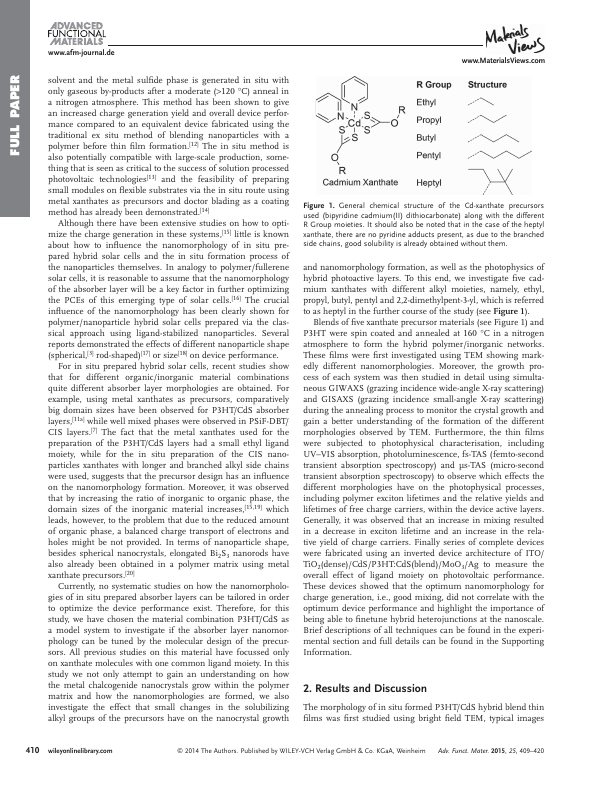 ADVANCED
FUNCTIONAL
MATERIALS
www.afm-journal.de
Materials
Views
www.MaterialsViews.com
FULL PAPER
solvent and the metal sulfide phase is generated in situ with
only gaseous by-products after a moderate (>120 °C) anneal in
a nitrogen atmosphere. This method has been shown to give
an increased charge generation yield and overall device perfor-
mance compared to an equivalent device fabricated using the
traditional ex situ method of blending nanoparticles with a
polymer before thin film formation.[12] The in situ method is
also potentially compatible with large-scale production, some-
thing that is seen as critical to the success of solution processed
photovoltaic technologies[13] and the feasibility of preparing
small modules on flexible substrates via the in situ route using
metal xanthates as precursors and doctor blading as a coating
method has already been demonstrated.[14]
Although there have been extensive studies on how to opti-
mize the charge generation in these systems,[15] little is known
about how to influence the nanomorphology of in situ pre-
pared hybrid solar cells and the in situ formation process of
the nanoparticles themselves. In analogy to polymer/fullerene
solar cells, it is reasonable to assume that the nanomorphology
of the absorber layer will be a key factor in further optimizing
the PCEs of this emerging type of solar cells.[16] The crucial
influence of the nanomorphology has been clearly shown for
polymer/nanoparticle hybrid solar cells prepared via the clas-
sical approach using ligand-stabilized nanoparticles. Several
reports demonstrated the effects of different nanoparticle shape
(spherical,[3] rod-shaped)[17] or size[18] on device performance.
For in situ prepared hybrid solar cells, recent studies show
that for different organic/inorganic material combinations
quite different absorber layer morphologies are obtained. For
example, using metal xanthates as precursors, comparatively
big domain sizes have been observed for P3HT/CdS absorber
layers,[11a] while well mixed phases were observed in PSiF-DBT/
CIS layers.[7] The fact that the metal xanthates used for the
preparation of the P3HT/CdS layers had a small ethyl ligand
moiety, while for the in situ preparation of the CIS nano-
particles xanthates with longer and branched alkyl side chains
were used, suggests that the precursor design has an influence
on the nanomorphology formation. Moreover, it was observed
that by increasing the ratio of inorganic to organic phase, the
domain sizes of the inorganic material increases,[15,19] which
leads, however, to the problem that due to the reduced amount
of organic phase, a balanced charge transport of electrons and
holes might be not provided. In terms of nanoparticle shape,
besides spherical nanocrystals, elongated Bi2S3 nanorods have
also already been obtained in a polymer matrix using metal
xanthate precursors.[20]
Currently, no systematic studies on how the nanomorpholo-
gies of in situ prepared absorber layers can be tailored in order
to optimize the device performance exist. Therefore, for this
study, we have chosen the material combination P3HT/CdS as
a model system to investigate if the absorber layer nanomor-
phology can be tuned by the molecular design of the precur-
sors. All previous studies on this material have focussed only
on xanthate molecules with one common ligand moiety. In this
study we not only attempt to gain an understanding on how
the metal chalcogenide nanocrystals grow within the polymer
matrix and how the nanomorphologies are formed, we also
investigate the effect that small changes in the solubilizing
alkyl groups of the precursors have on the nanocrystal growth
R Group Structure
Ethyl
Propyl
Butyl
Pentyl
Heptyl
N
N
Cd
S
S
S
S
O
R
O
R
Cadmium Xanthate
Figure 1. General chemical structure of the Cd-xanthate precursors
used (bipyridine cadmium(II) dithiocarbonate) along with the different
R Group moieties. It should also be noted that in the case of the heptyl
xanthate, there are no pyridine adducts present, as due to the branched
side chains, good solubility is already obtained without them.
and nanomorphology formation, as well as the photophysics of
hybrid photoactive layers. To this end, we investigate five cad-
mium xanthates with different alkyl moieties, namely, ethyl,
propyl, butyl, pentyl and 2,2-dimethylpent-3-yl, which is referred
to as heptyl in the further course of the study (see Figure 1).
Blends of five xanthate precursor materials (see Figure 1) and
P3HT were spin coated and annealed at 160 °C in a nitrogen
atmosphere to form the hybrid polymer/inorganic networks.
These films were first investigated using TEM showing mark-
edly different nanomorphologies. Moreover, the growth pro-
cess of each system was then studied in detail using simulta-
neous GIWAXS (grazing incidence wide-angle X-ray scattering)
and GISAXS (grazing incidence small-angle X-ray scattering)
during the annealing process to monitor the crystal growth and
gain a better understanding of the formation of the different
morphologies observed by TEM. Furthermore, the thin films
were subjected to photophysical characterisation, including
UV–VIS absorption, photoluminescence, fs-TAS (femto-second
transient absorption spectroscopy) and μs-TAS (micro-second
transient absorption spectroscopy) to observe which effects the
different morphologies have on the photophysical processes,
including polymer exciton lifetimes and the relative yields and
lifetimes of free charge carriers, within the device active layers.
Generally, it was observed that an increase in mixing resulted
in a decrease in exciton lifetime and an increase in the rela-
tive yield of charge carriers. Finally series of complete devices
were fabricated using an inverted device architecture of ITO/
TiO2(dense)/CdS/P3HT:CdS(blend)/MoO3/Ag to measure the
overall effect of ligand moiety on photovoltaic performance.
These devices showed that the optimum nanomorphology for
charge generation, i.e., good mixing, did not correlate with the
optimum device performance and highlight the importance of
being able to finetune hybrid heterojunctions at the nanoscale.
Brief descriptions of all techniques can be found in the experi-
mental section and full details can be found in the Supporting
Information.
2. Results and Discussion
The morphology of in situ formed P3HT/CdS hybrid blend thin
films was first studied using bright field TEM, typical images
410 wileyonlinelibrary.com © 2014 The Authors. Published by WILEY-VCH Verlag GmbH & Co. KGaA, Weinheim Adv. Funct. Mater. 2015, 25, 409–420